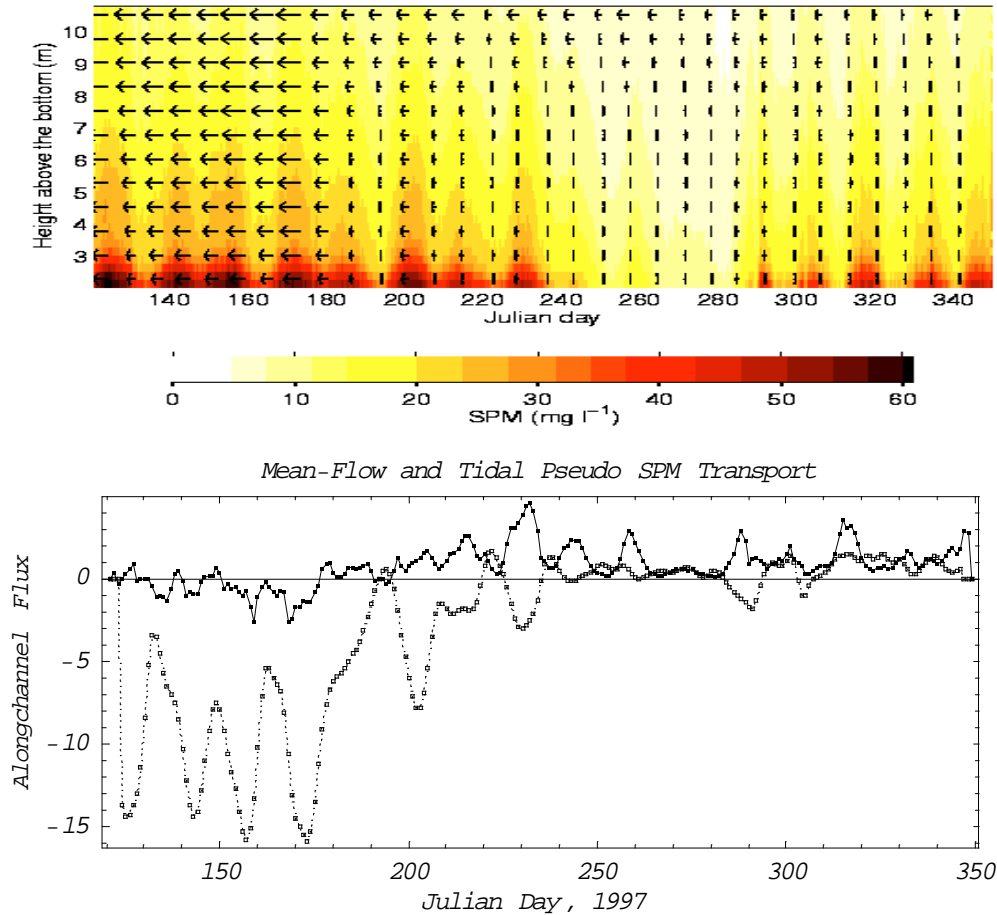 Height above the bottom (m)
10
9
8
7
6
5
4
3
140 160 180 200 220 240 260 280 300 320 340
Julian day
0 10 20 30 40 50 60
SPM (mg l⁻¹)
Mean-Flow and Tidal Pseudo SPM Transport
Alongchannel Flux
0
-5
-10
-15
150 200 250 300 350
Julian Day, 1997